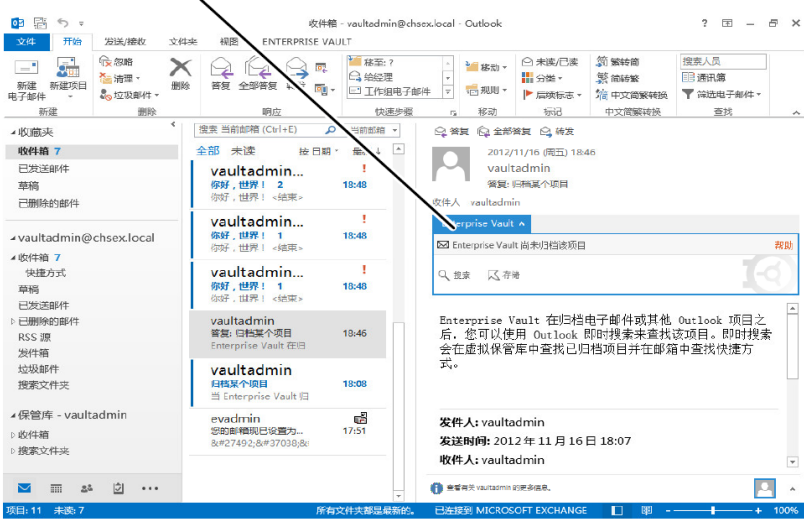 收件箱 - vaultadmin@chsex.local - Outlook
文件 开始 发送/接收 文件夹 视图 ENTERPRISE VAULT
新建 电子邮件
新建项目
忽略
清理
垃圾邮件
删除
答复 全部答复
移至: ?
给经理
工作组电子邮件
移动
规则
未读/已读
分类
后续标志
繁转简
简转繁
中文简繁转换
搜索人员
通讯簿
筛选电子邮件
新建 删除 响应 快速步骤 移动 标记 中文简繁转换 查找
收藏夹
收件箱 7
已发送邮件
草稿
已删除的邮件
vaultadmin@chsex.local
收件箱 7
快捷方式
草稿
已发送邮件
已删除的邮件
RSS 源
发件箱
垃圾邮件
搜索文件夹
保管库 - vaultadmin
收件箱
搜索文件夹
搜索 当前邮箱 (Ctrl+E) 当前邮箱
全部 未读 按 日期
vaultadmin... !
你好，世界！ 2 18:48
你好，世界！ <结束>
vaultadmin... !
你好，世界！ 1 18:48
你好，世界！ <结束>
vaultadmin... !
你好，世界！ 1 18:48
你好，世界！ <结束>
vaultadmin
答复: 归档某个项目 18:46
Enterprise Vault 在归
vaultadmin
归档某个项目 18:08
当 Enterprise Vault 归
evadmin
您的邮箱现已设置为... 17:51
&#27492;&#37038;&
答复 全部答复 转发
2012/11/16 (周五) 18:46
vaultadmin
答复: 归档某个项目
收件人 vaultadmin
Enterprise Vault
Enterprise Vault 尚未归档该项目 帮助
搜索 存储
Enterprise Vault 在归档电子邮件或其他 Outlook 项目之
后，您可以使用 Outlook 即时搜索来查找该项目。即时搜索
会在虚拟保管库中查找已归档项目并在邮箱中查找快捷方
式。
发件人: vaultadmin
发送时间: 2012 年 11 月 16 日 18:07
收件人: vaultadmin
查看有关 vaultadmin 的更多信息。
项目: 11 未读: 7 所有文件夹都是最新的。 已连接到 MICROSOFT EXCHANGE 100%